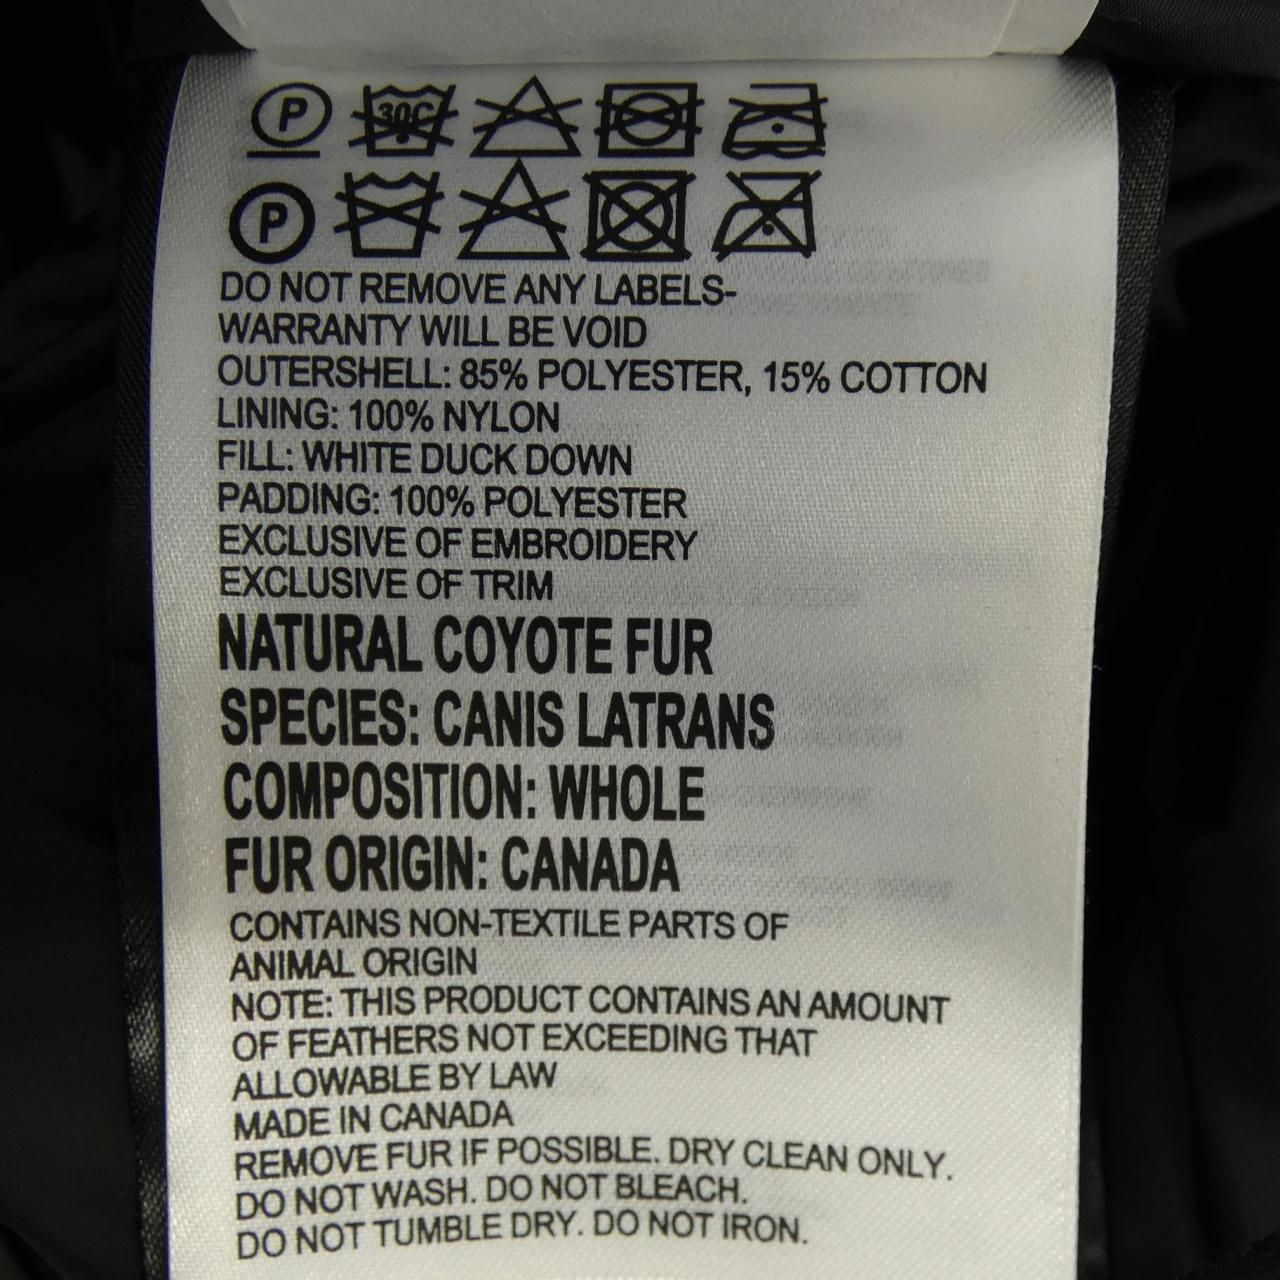 P 30C
P
DO NOT REMOVE ANY LABELS-
WARRANTY WILL BE VOID
OUTERSHELL: 85% POLYESTER, 15% COTTON
LINING: 100% NYLON
FILL: WHITE DUCK DOWN
PADDING: 100% POLYESTER
EXCLUSIVE OF EMBROIDERY
EXCLUSIVE OF TRIM
NATURAL COYOTE FUR
SPECIES: CANIS LATRANS
COMPOSITION: WHOLE
FUR ORIGIN: CANADA
CONTAINS NON-TEXTILE PARTS OF
ANIMAL ORIGIN
NOTE: THIS PRODUCT CONTAINS AN AMOUNT
OF FEATHERS NOT EXCEEDING THAT
ALLOWABLE BY LAW
MADE IN CANADA
REMOVE FUR IF POSSIBLE. DRY CLEAN ONLY.
DO NOT WASH. DO NOT BLEACH.
DO NOT TUMBLE DRY. DO NOT IRON.